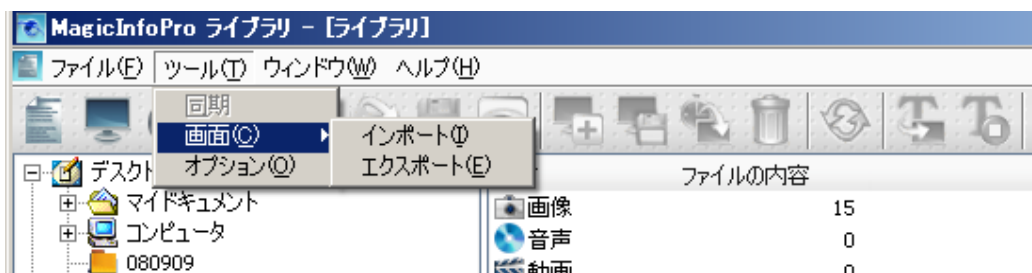 MagicInfoPro ライブラリ - [ライブラリ]
ファイル(F) ツール(T) ウィンドウ(W) ヘルプ(H)
同期
画面(C)
オプション(O)
インポート(I)
エクスポート(E)
デスクト
マイドキュメント
コンピュータ
080909
ファイルの内容
画像 15
音声 0
動画 0